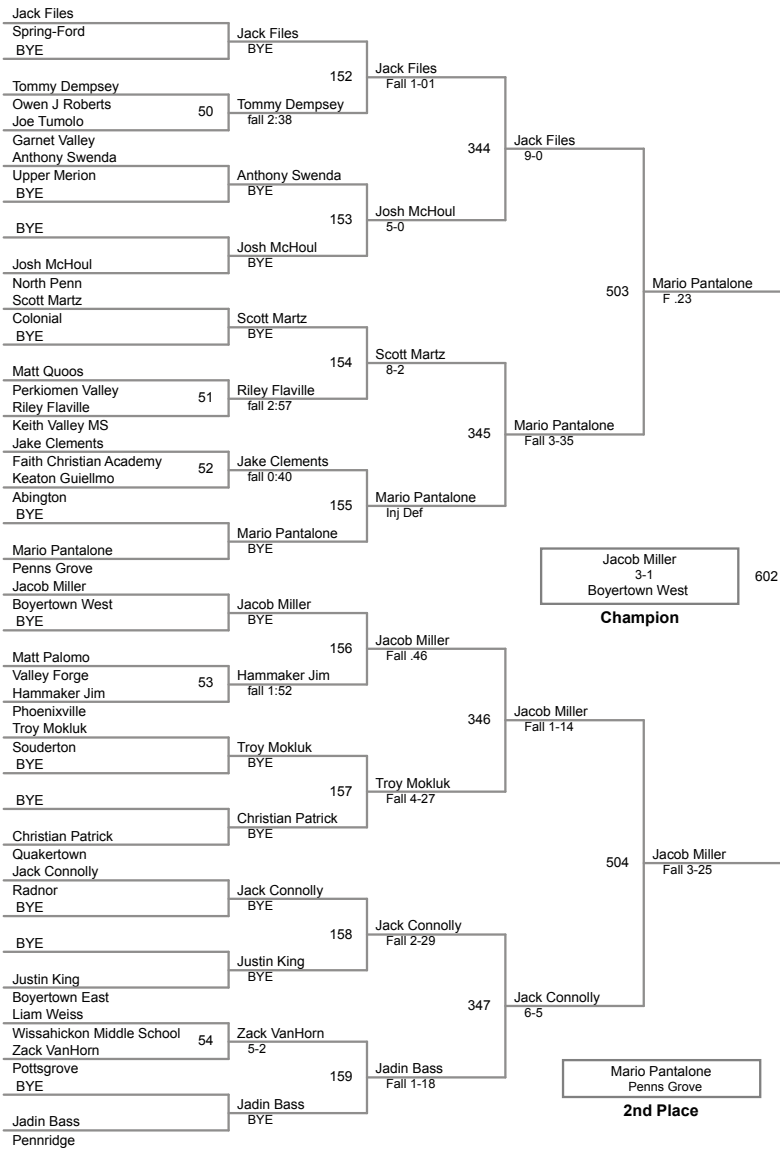 Jack Files
Spring-Ford
BYE
Tommy Dempsey
Owen J Roberts
Joe Tumolo
Garnet Valley
Anthony Swenda
Upper Merion
BYE
BYE
Josh McHoul
North Penn
Scott Martz
Colonial
BYE
Matt Quoos
Perkiomen Valley
Riley Flaville
Keith Valley MS
Jake Clements
Faith Christian Academy
Keaton Guiellmo
Abington
BYE
Mario Pantalone
Penns Grove
Jacob Miller
Boyertown West
BYE
Matt Palomo
Valley Forge
Hammaker Jim
Phoenixville
Troy Mokluk
Souderton
BYE
BYE
Christian Patrick
Quakertown
Jack Connolly
Radnor
BYE
BYE
Justin King
Boyertown East
Liam Weiss
Wissahickon Middle School
Zack VanHorn
Pottsgrove
BYE
Jadin Bass
Pennridge
50
51
52
53
54
Jack Files
BYE
Tommy Dempsey
fall 2:38
Anthony Swenda
BYE
Josh McHoul
BYE
Scott Martz
BYE
Riley Flaville
fall 2:57
Jake Clements
fall 0:40
Mario Pantalone
BYE
Jacob Miller
BYE
Hammaker Jim
fall 1:52
Troy Mokluk
BYE
Christian Patrick
BYE
Jack Connolly
BYE
Justin King
BYE
Zack VanHorn
5-2
Jadin Bass
BYE
152
153
154
155
156
157
158
159
Jack Files
Fall 1-01
Josh McHoul
5-0
Scott Martz
8-2
Mario Pantalone
Inj Def
Jacob Miller
Fall .46
Troy Mokluk
Fall 4-27
Jack Connolly
Fall 2-29
Jadin Bass
Fall 1-18
344
345
346
347
Jack Files
9-0
Mario Pantalone
Fall 3-35
Jacob Miller
Fall 1-14
Jack Connolly
6-5
503
504
Mario Pantalone
F .23
Jacob Miller
Fall 3-25
Jacob Miller
3-1
Boyertown West
602
Champion
Mario Pantalone
Penns Grove
2nd Place